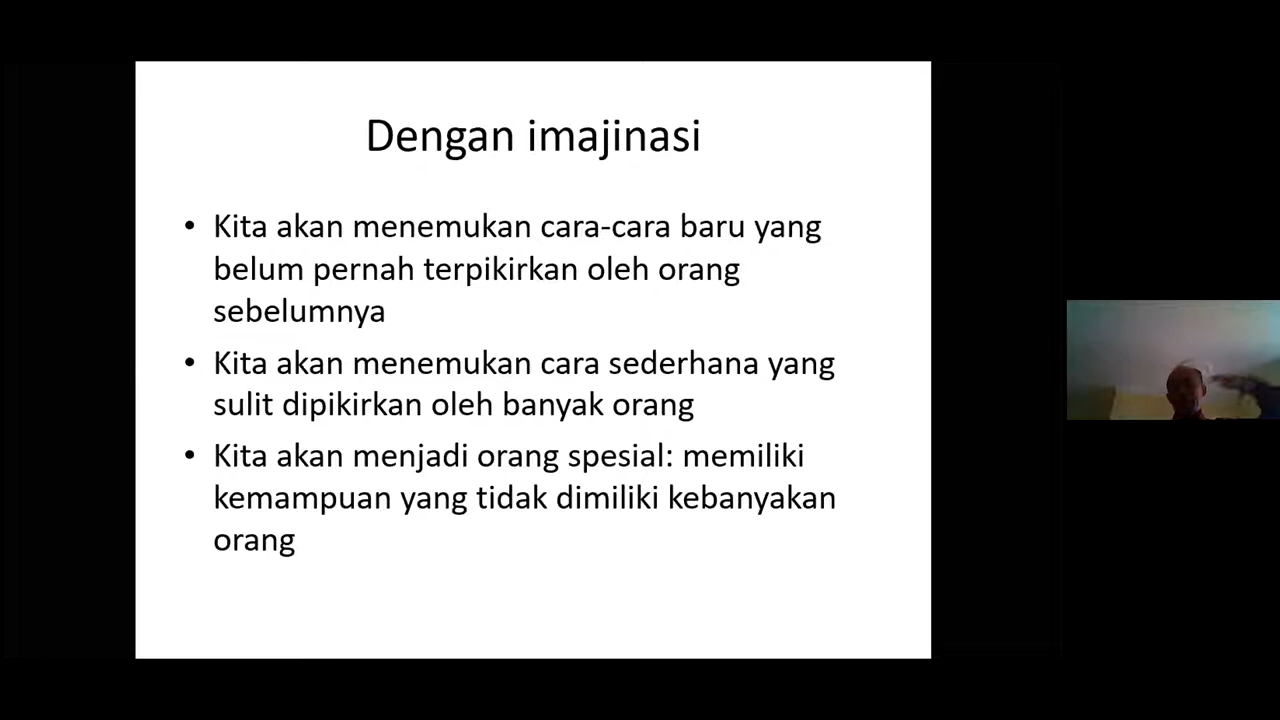 Dengan imajinasi
• Kita akan menemukan cara-cara baru yang
belum pernah terpikirkan oleh orang
sebelumnya
• Kita akan menemukan cara sederhana yang
sulit dipikirkan oleh banyak orang
• Kita akan menjadi orang spesial: memiliki
kemampuan yang tidak dimiliki kebanyakan
orang